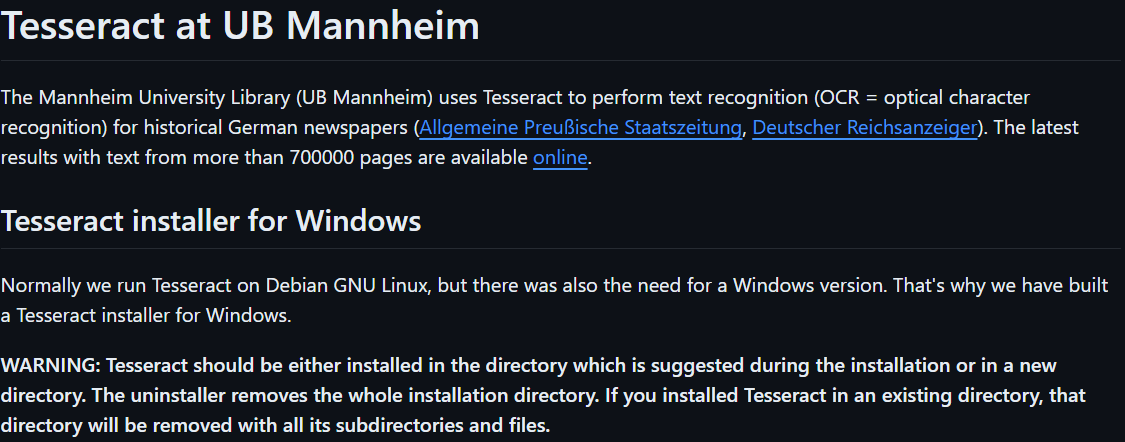 Tesseract at UB Mannheim
The Mannheim University Library (UB Mannheim) uses Tesseract to perform text recognition (OCR = optical character
recognition) for historical German newspapers (Allgemeine Preußische Staatszeitung, Deutscher Reichsanzeiger). The latest
results with text from more than 700000 pages are available online.
Tesseract installer for Windows
Normally we run Tesseract on Debian GNU Linux, but there was also the need for a Windows version. That's why we have built
a Tesseract installer for Windows.
WARNING: Tesseract should be either installed in the directory which is suggested during the installation or in a new
directory. The uninstaller removes the whole installation directory. If you installed Tesseract in an existing directory, that
directory will be removed with all its subdirectories and files.